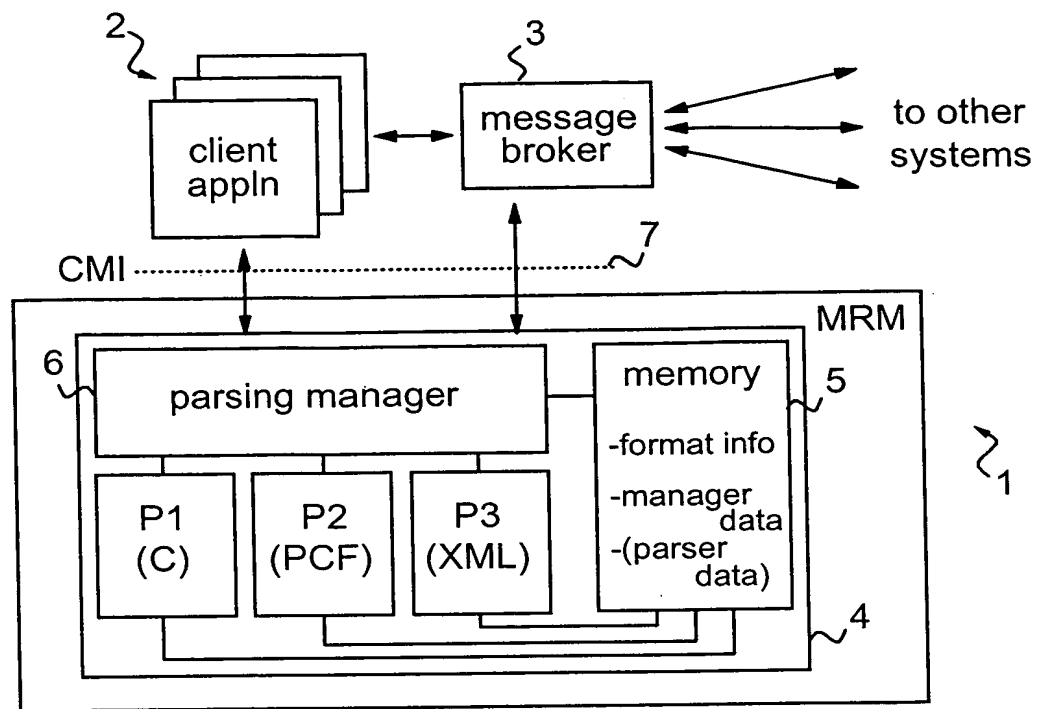 2
3
client
appln
message
broker
to other
systems
7
CMI
MRM
6
parsing manager
memory
5
-format info
-manager
data
-(parser
data)
1
P1
(C)
P2
(PCF)
P3
(XML)
4